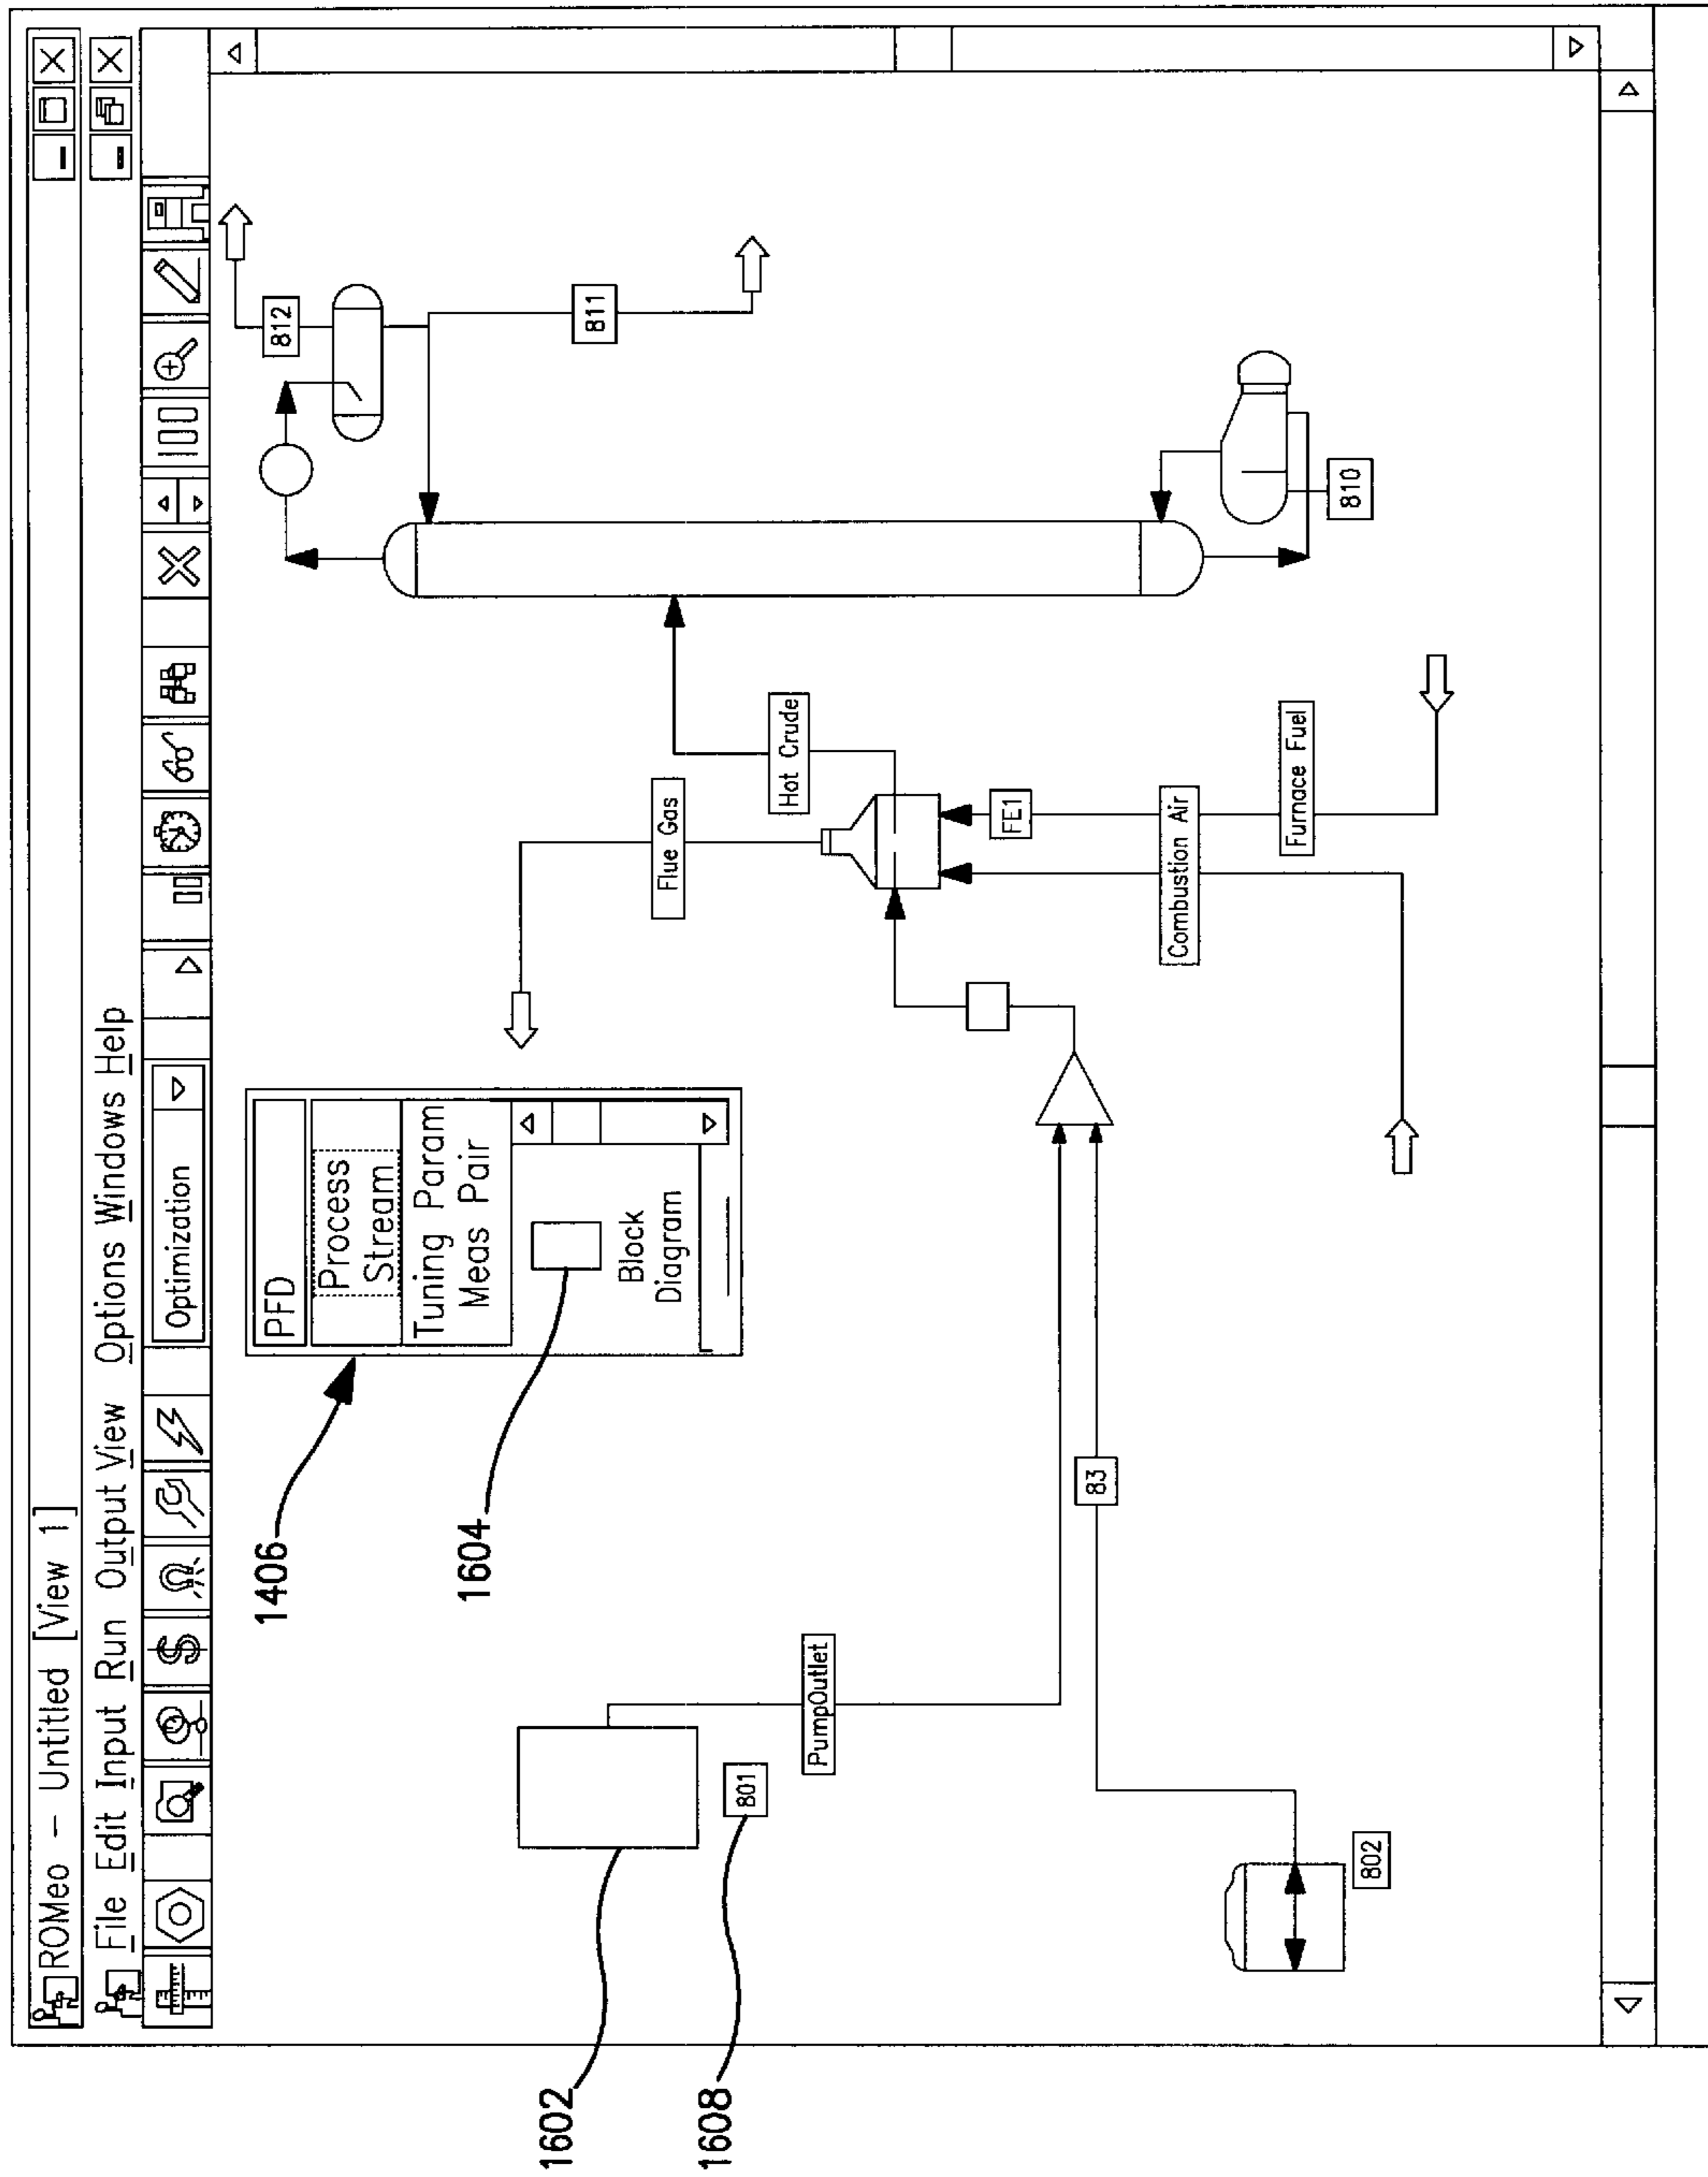 ROMeo – Untitled [View 1]
File Edit Input Run Output View Options Windows Help
Optimization
PFD
Process
Stream
Tuning Param
Meas Pair
Block
Diagram
1406
1604
1602
1608
801
PumpOutlet
83
802
Flue Gas
Hot Crude
FE1
Combustion Air
Furnace Fuel
812
811
810